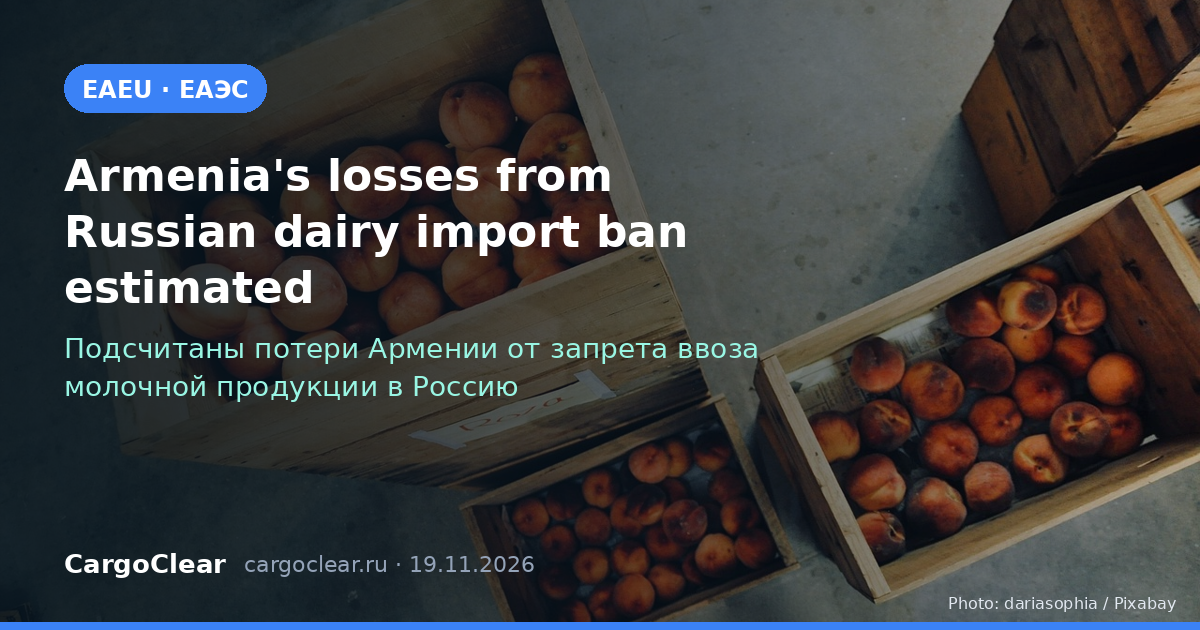 EAEU · ЕАЭС
Armenia's losses from
Russian dairy import ban
estimated
Подсчитаны потери Армении от запрета ввоза
молочной продукции в Россию
CargoClear cargoclear.ru · 19.11.2026
Photo: dariasophia / Pixabay